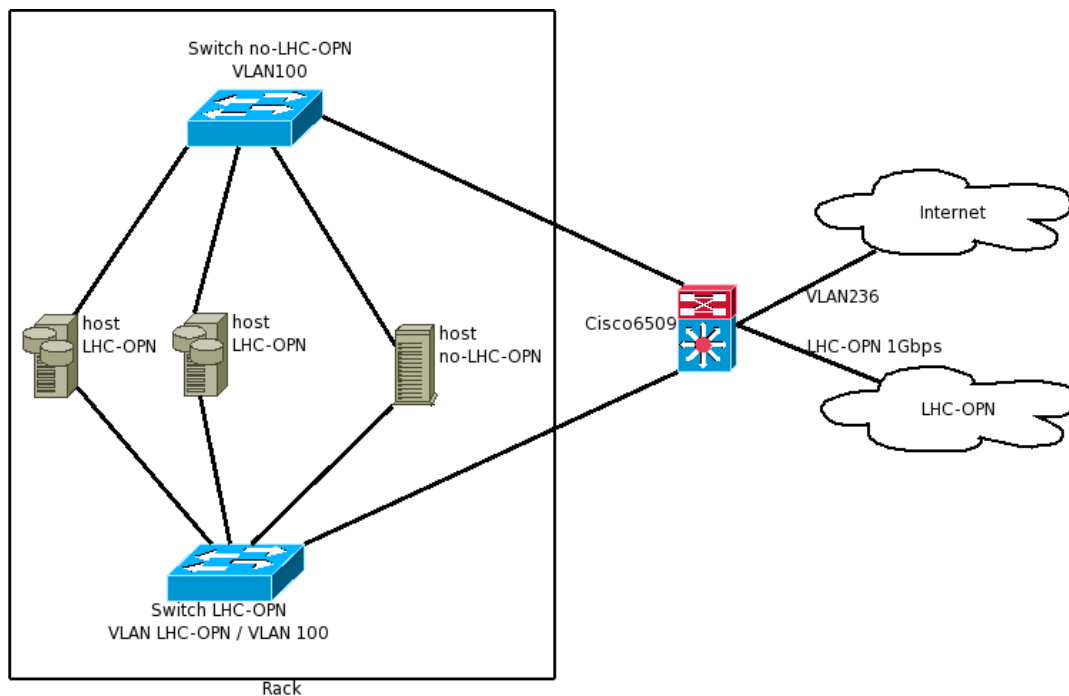 Switch no-LHC-OPN
VLAN100
Internet
host
LHC-OPN
host
LHC-OPN
host
no-LHC-OPN
Cisco6509
VLAN236
LHC-OPN 1Gbps
LHC-OPN
Switch LHC-OPN
VLAN LHC-OPN / VLAN 100
Rack